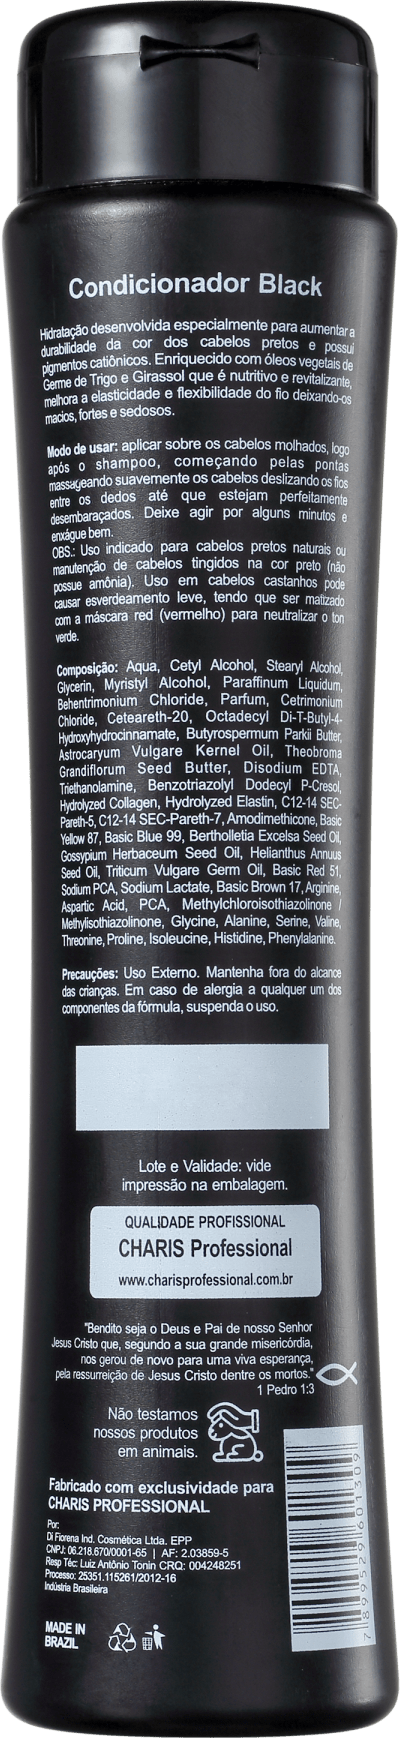 Condicionador Black
Hidratação desenvolvida especialmente para aumentar a
durabilidade da cor dos cabelos pretos e possui
pigmentos catiônicos. Enriquecido com óleos vegetais de
Germe de Trigo e Girassol que é nutritivo e revitalizante,
melhora a elasticidade e flexibilidade do fio deixando-os
macios, fortes e sedosos.
Modo de usar: aplicar sobre os cabelos molhados, logo
após o shampoo, começando pelas pontas
massageando suavemente os cabelos deslizando os fios
entre os dedos até que estejam perfeitamente
desembaraçados. Deixe agir por alguns minutos e
enxágue bem.
OBS.: Uso indicado para cabelos pretos naturais ou
manutenção de cabelos tingidos na cor preto (não
possue amônia). Uso em cabelos castanhos pode
causar esverdeamento leve, tendo que ser matizado
com a máscara red (vermelho) para neutralizar o ton
verde.
Composição: Aqua, Cetyl Alcohol, Stearyl Alcohol,
Glycerin, Myristyl Alcohol, Paraffinum Liquidum,
Behentrimonium Chloride, Parfum, Cetrimonium
Chloride, Ceteareth-20, Octadecyl Di-T-Butyl-4-
Hydroxyhydrocinnamate, Butyrospermum Parkii Butter,
Astrocaryum Vulgare Kernel Oil, Theobroma
Grandiflorum Seed Butter, Disodium EDTA,
Triethanolamine, Benzotriazolyl Dodecyl P-Cresol,
Hydrolyzed Collagen, Hydrolyzed Elastin, C12-14 SEC-
Pareth-5, C12-14 SEC-Pareth-7, Amodimethicone, Basic
Yellow 87, Basic Blue 99, Bertholletia Excelsa Seed Oil,
Gossypium Herbaceum Seed Oil, Helianthus Annuus
Seed Oil, Triticum Vulgare Germ Oil, Basic Red 51,
Sodium PCA, Sodium Lactate, Basic Brown 17, Arginine,
Aspartic Acid, PCA, Methylchloroisothiazolinone /
Methylisothiazolinone, Glycine, Alanine, Serine, Valine,
Threonine, Proline, Isoleucine, Histidine, Phenylalanine.
Precauções: Uso Externo. Mantenha fora do alcance
das crianças. Em caso de alergia a qualquer um dos
componentes da fórmula, suspenda o uso.
Lote e Validade: vide
impressão na embalagem.
QUALIDADE PROFISSIONAL
CHARIS Professional
www.charisprofessional.com.br
"Bendito seja o Deus e Pai de nosso Senhor
Jesus Cristo que, segundo a sua grande misericórdia,
nos gerou de novo para uma viva esperança,
pela ressurreição de Jesus Cristo dentre os mortos."
1 Pedro 1:3
Não testamos
nossos produtos
em animais.
Fabricado com exclusividade para
CHARIS PROFESSIONAL
Por:
Di Fiorena Ind. Cosmética Ltda. EPP
CNPJ: 06.218.670/0001-65 | AF: 2.03859-5
Resp Téc: Luiz Antônio Tonin CRQ: 004248251
Processo: 25351.115261/2012-16
Indústria Brasileira
MADE IN
BRAZIL
7 899529 601309